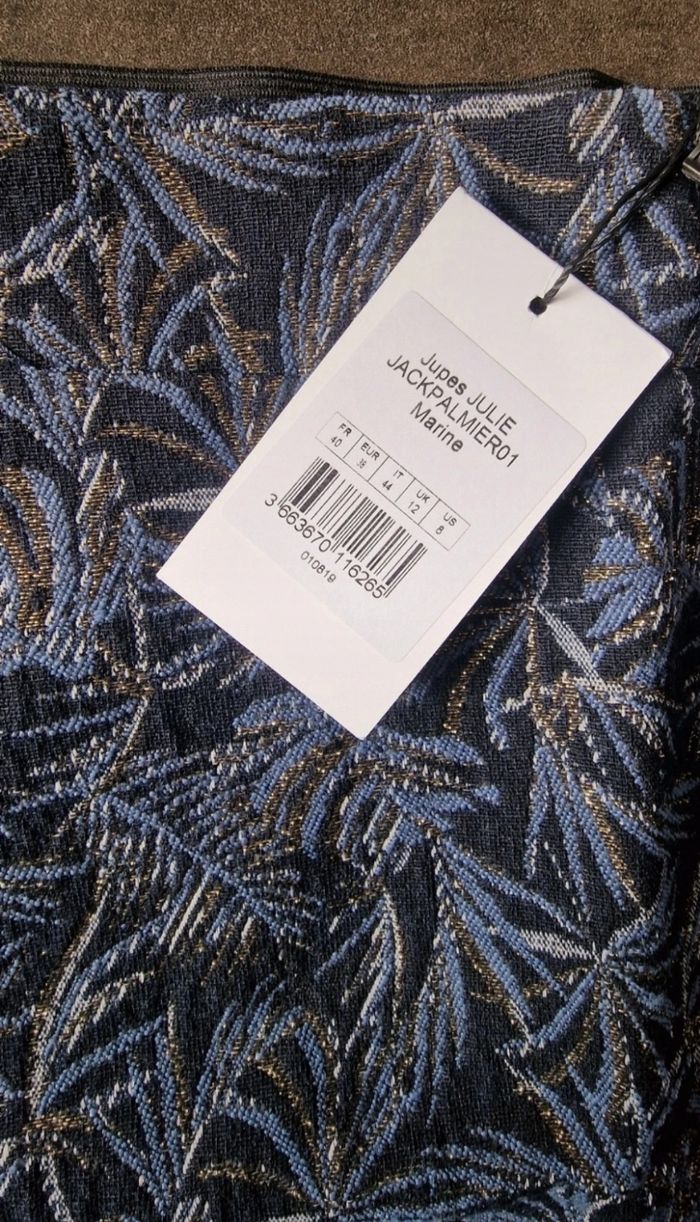 Jupes JULIE
JACKPALMIER01
Marine
FR EUR IT UK US
40 38 44 12 8
3 663670 116265
010819